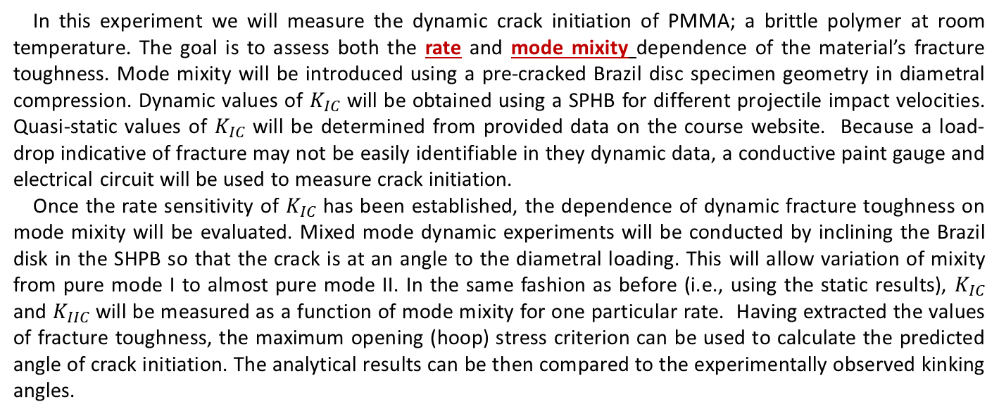 In this experiment we will measure the dynamic crack initiation of PMMA; a brittle polymer at room
temperature. The goal is to assess both the rate and mode mixity dependence of the material's fracture
toughness. Mode mixity will be introduced using a pre-cracked Brazil disc specimen geometry in diametral
compression. Dynamic values of K_IC will be obtained using a SPHB for different projectile impact velocities.
Quasi-static values of K_IC will be determined from provided data on the course website. Because a load-
drop indicative of fracture may not be easily identifiable in they dynamic data, a conductive paint gauge and
electrical circuit will be used to measure crack initiation.
Once the rate sensitivity of K_IC has been established, the dependence of dynamic fracture toughness on
mode mixity will be evaluated. Mixed mode dynamic experiments will be conducted by inclining the Brazil
disk in the SHPB so that the crack is at an angle to the diametral loading. This will allow variation of mixity
from pure mode I to almost pure mode II. In the same fashion as before (i.e., using the static results), K_IC
and K_IIC will be measured as a function of mode mixity for one particular rate. Having extracted the values
of fracture toughness, the maximum opening (hoop) stress criterion can be used to calculate the predicted
angle of crack initiation. The analytical results can be then compared to the experimentally observed kinking
angles.